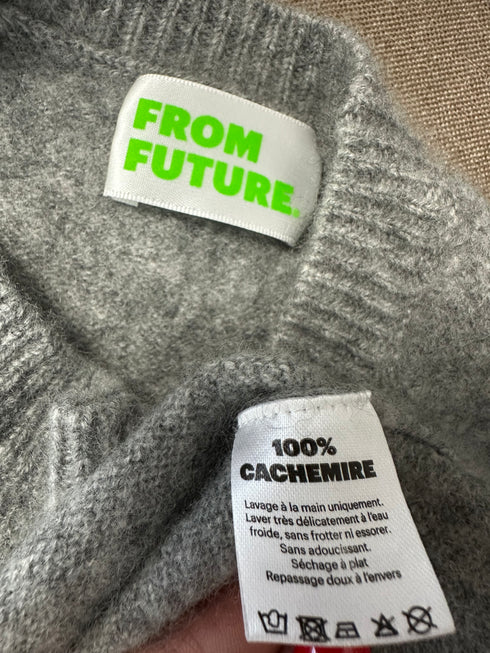 FROM
FUTURE.
100%
CACHEMIRE
Lavage à la main uniquement.
Laver très délicatement à l'eau
froide, sans frotter ni essorer.
Sans adoucissant.
Séchage à plat
Repassage doux à l'envers